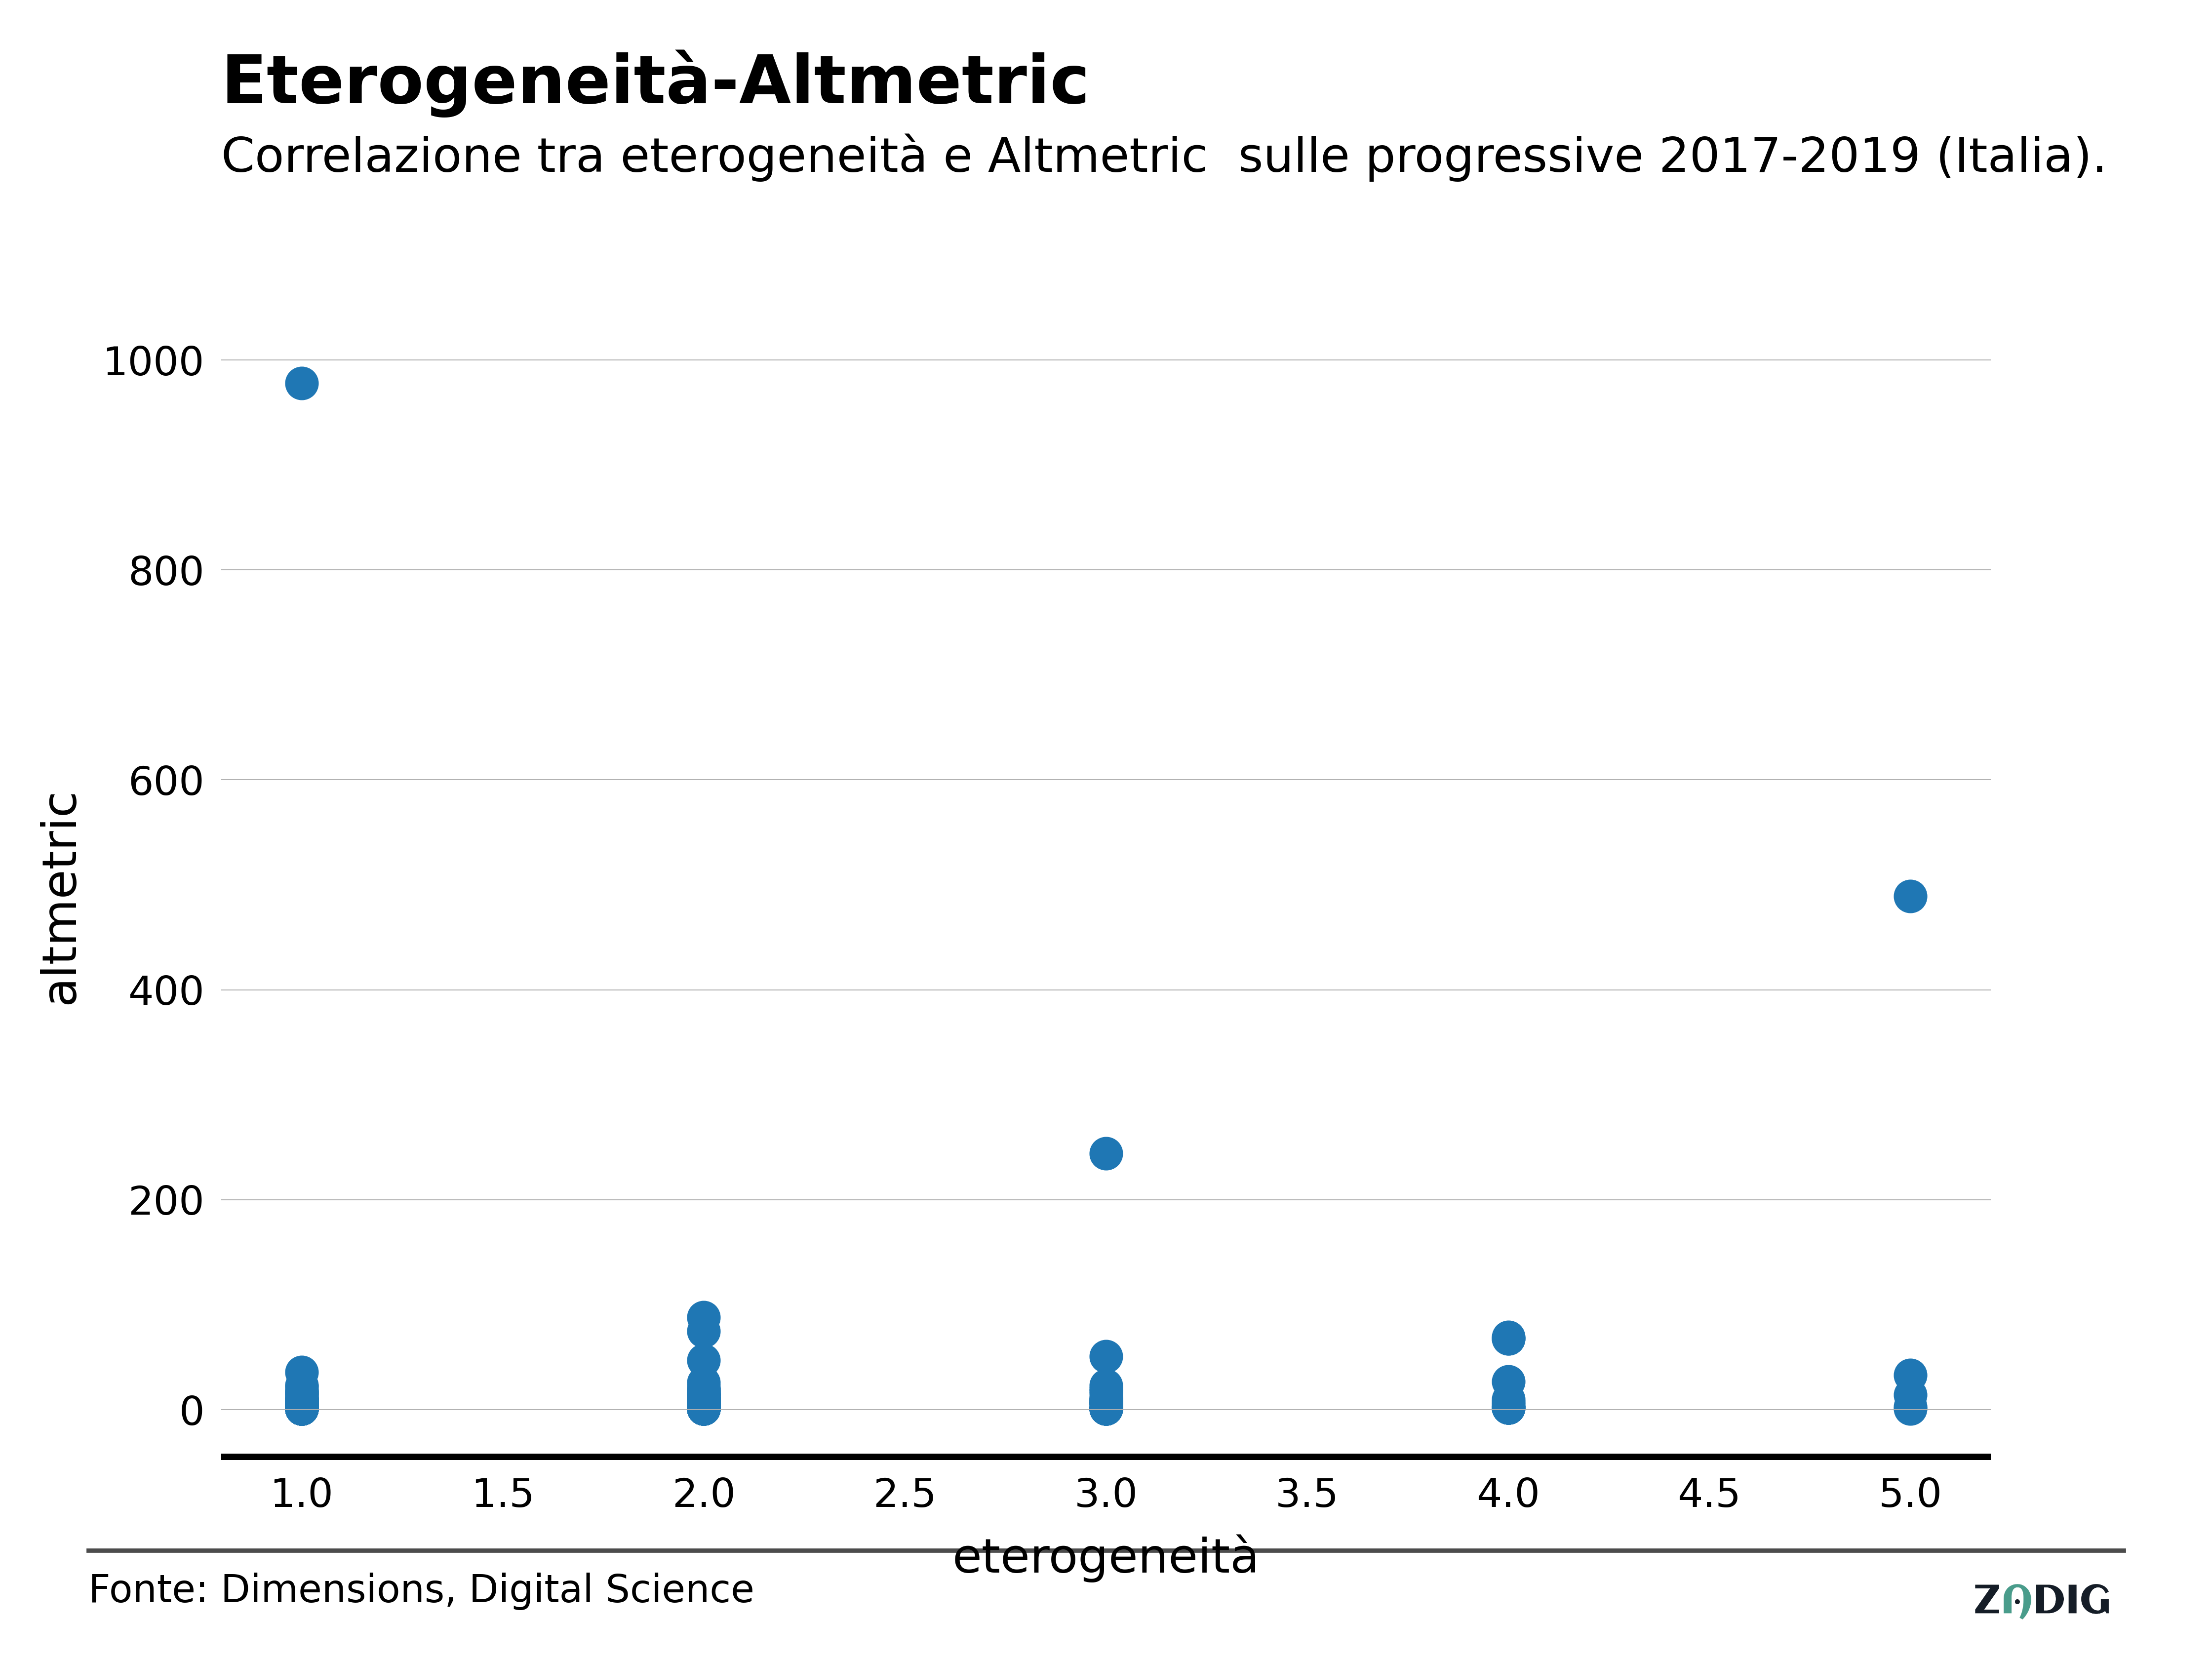 Eterogeneità-Altmetric
Correlazione tra eterogeneità e Altmetric  sulle progressive 2017-2019 (Italia).
1000
800
600
400
200
0
altmetric
1.0 1.5 2.0 2.5 3.0 3.5 4.0 4.5 5.0
eterogeneità
Fonte: Dimensions, Digital Science
ZADIG